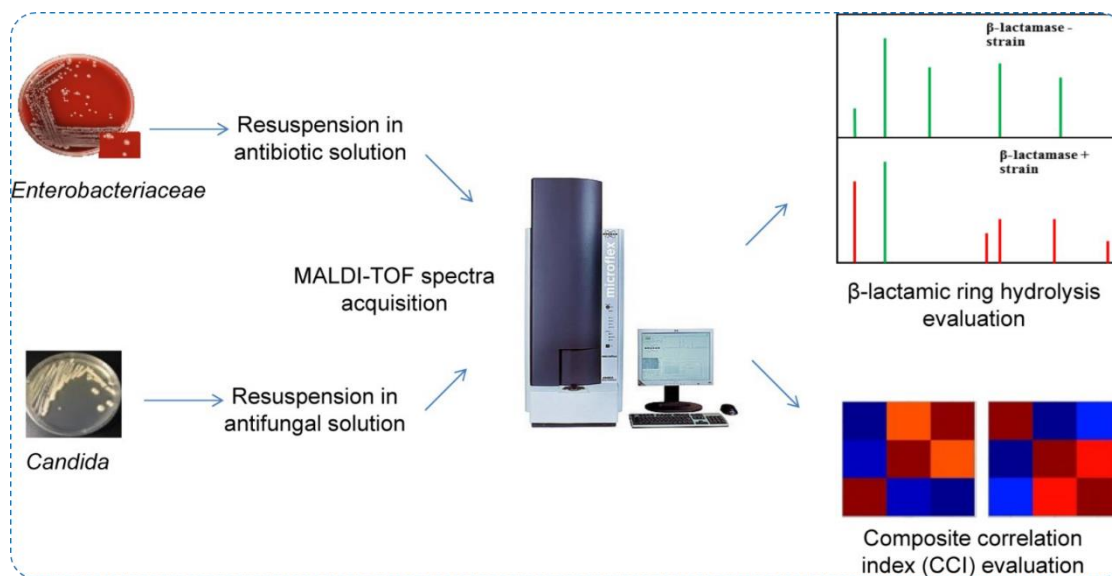 Enterobacteriaceae
Resuspension in
antibiotic solution
Candida
Resuspension in
antifungal solution
MALDI-TOF spectra
acquisition
microflex
β-lactamase -
strain
β-lactamase +
strain
β-lactamic ring hydrolysis
evaluation
Composite correlation
index (CCI) evaluation